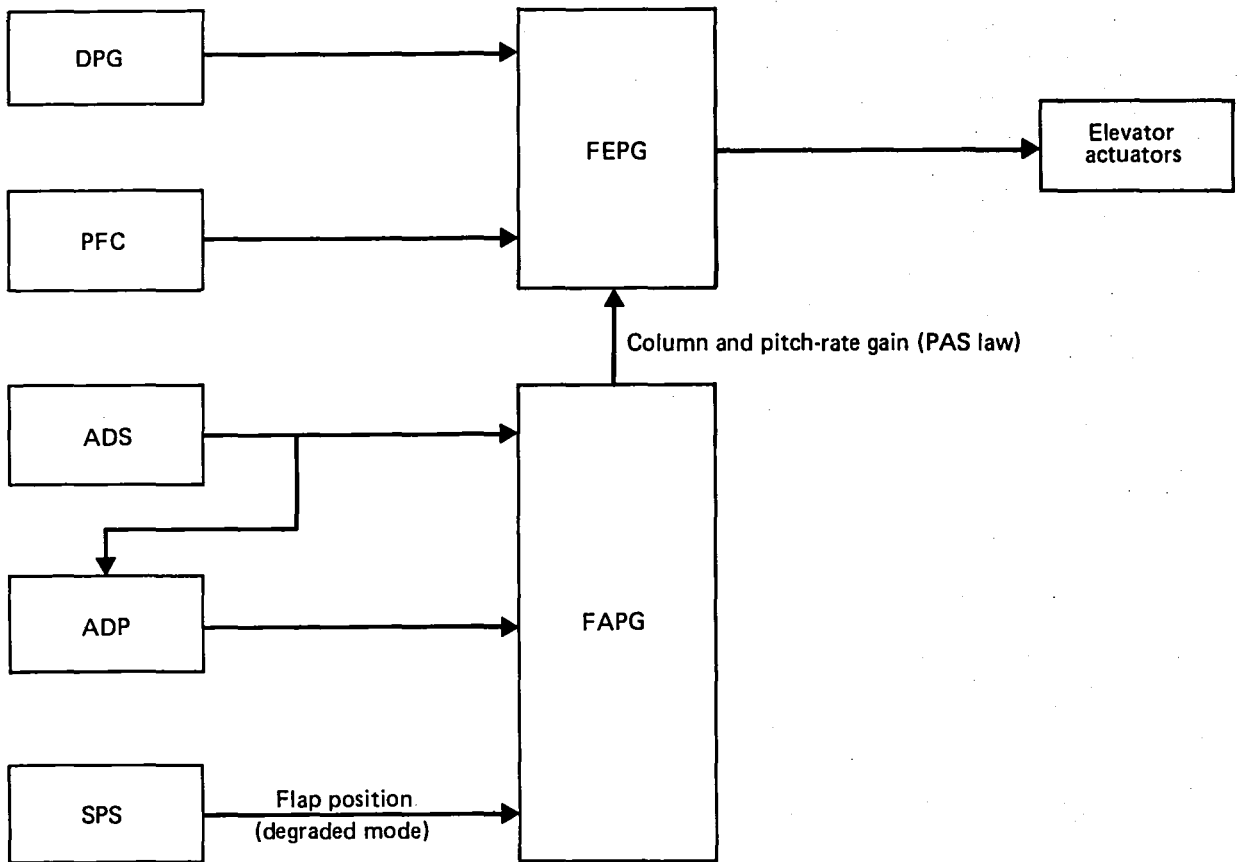 DPG
FEPG
Elevator
actuators
PFC
Column and pitch-rate gain (PAS law)
ADS
ADP
FAPG
SPS
Flap position
(degraded mode)